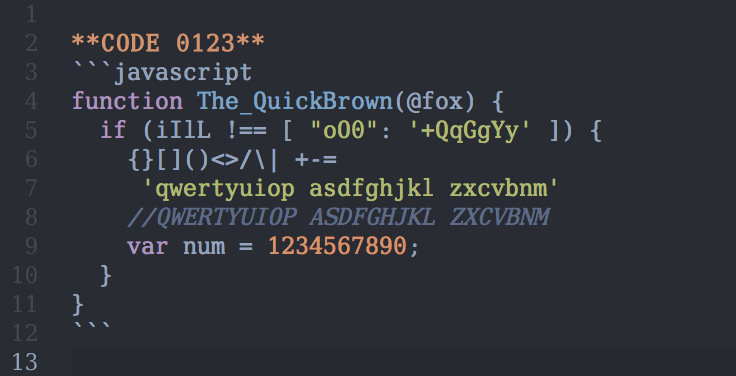 1
2 **CODE 0123**
3 ```javascript
4 function The_QuickBrown(@fox) {
5   if (iIlL !== [ "oO0": '+QqGgYy' ]) {
6     {}[]()<>/\| +-=
7      'qwertyuiop asdfghjkl zxcvbnm'
8     //QWERTYUIOP ASDFGHJKL ZXCVBNM
9     var num = 1234567890;
10   }
11 }
12 ```
13